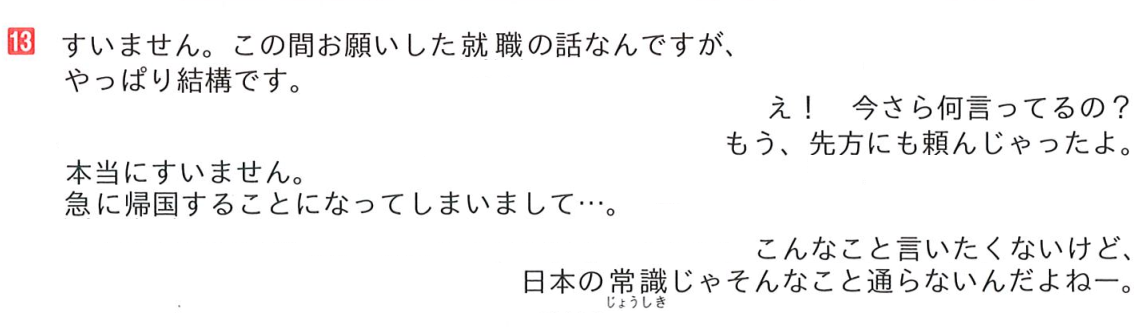 13 すいません。この間お願いした就職の話なんですが、
やっぱり結構です。
え！　今さら何言ってるの？
もう、先方にも頼んじゃったよ。
本当にすいません。
急に帰国することになってしまいまして…。
こんなこと言いたくないけど、
日本の常識じゃそんなこと通らないんだよねー。
じょうしき